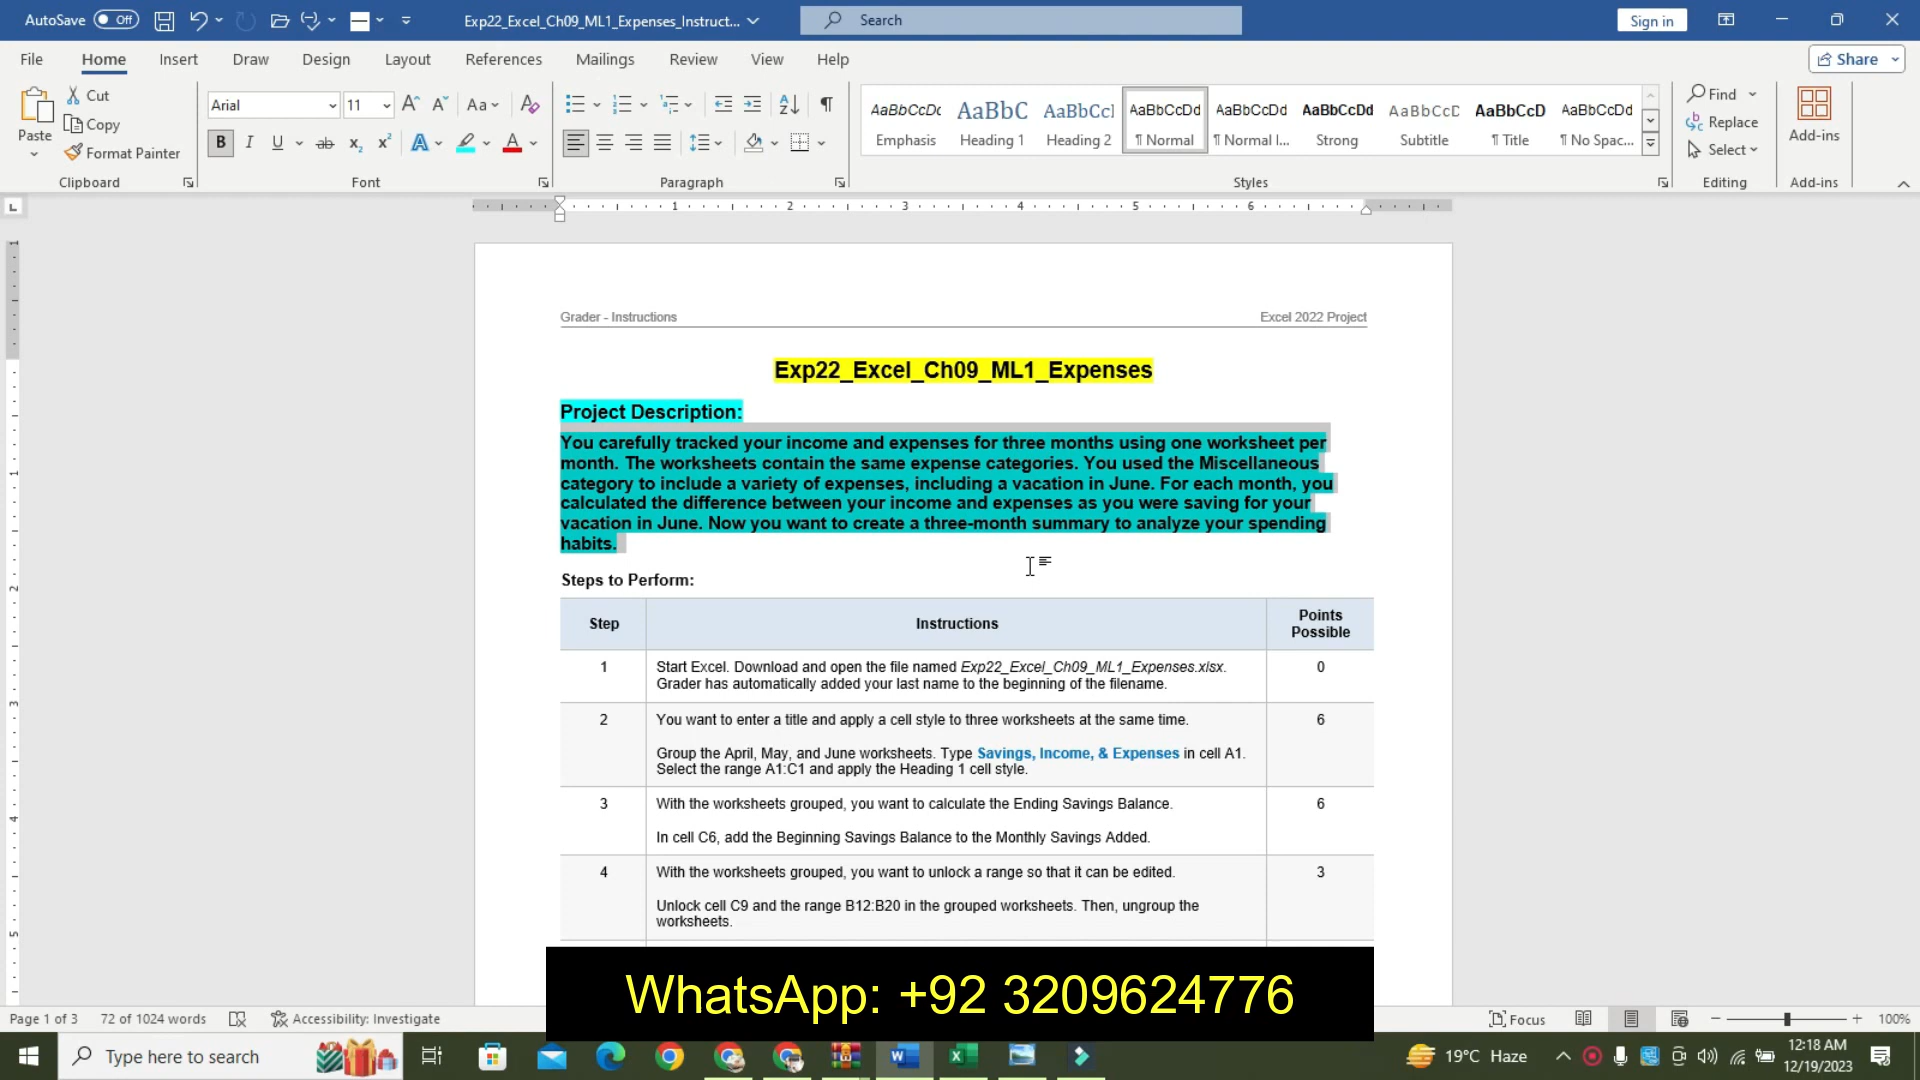 AutoSave Off
Exp22_Excel_Ch09_ML1_Expenses_Instruct...
Search
Sign in
File Home Insert Draw Design Layout References Mailings Review View Help
Share
Paste
Cut
Copy
Format Painter
Clipboard
Arial 11
Font
Paragraph
AaBbCcDc Emphasis
AaBbC Heading 1
AaBbCcI Heading 2
AaBbCcDd ¶ Normal
AaBbCcDd ¶ Normal I...
AaBbCcDd Strong
AaBbCcD Subtitle
AaBbCcD ¶ Title
AaBbCcDd ¶ No Spac...
Styles
Find
Replace
Select
Editing
Add-ins
Add-ins
Grader - Instructions Excel 2022 Project
Exp22_Excel_Ch09_ML1_Expenses
Project Description:
You carefully tracked your income and expenses for three months using one worksheet per
month. The worksheets contain the same expense categories. You used the Miscellaneous
category to include a variety of expenses, including a vacation in June. For each month, you
calculated the difference between your income and expenses as you were saving for your
vacation in June. Now you want to create a three-month summary to analyze your spending
habits.
Steps to Perform:
Step Instructions Points Possible
1 Start Excel. Download and open the file named Exp22_Excel_Ch09_ML1_Expenses.xlsx. 0
Grader has automatically added your last name to the beginning of the filename.
2 You want to enter a title and apply a cell style to three worksheets at the same time. 6
Group the April, May, and June worksheets. Type Savings, Income, & Expenses in cell A1.
Select the range A1:C1 and apply the Heading 1 cell style.
3 With the worksheets grouped, you want to calculate the Ending Savings Balance. 6
In cell C6, add the Beginning Savings Balance to the Monthly Savings Added.
4 With the worksheets grouped, you want to unlock a range so that it can be edited. 3
Unlock cell C9 and the range B12:B20 in the grouped worksheets. Then, ungroup the
worksheets.
WhatsApp: +92 3209624776
Page 1 of 3 72 of 1024 words Accessibility: Investigate
Focus
100%
Type here to search
19°C Haze
12:18 AM
12/19/2023